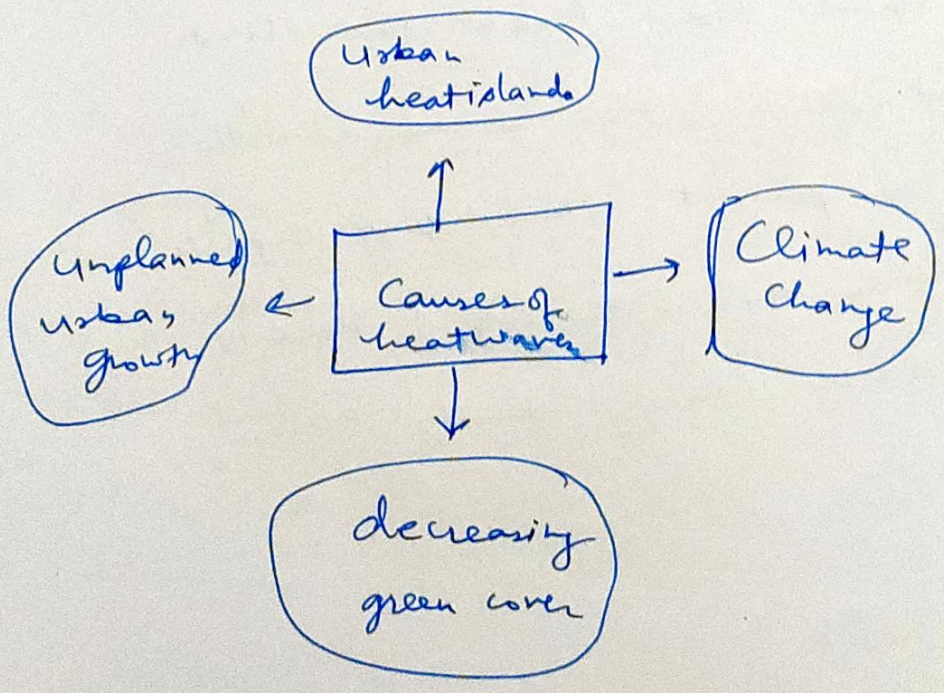 Urban
heatislands
Unplanned
urban
growth
Causes of
heatwaves
Climate
Change
decreasing
green cover